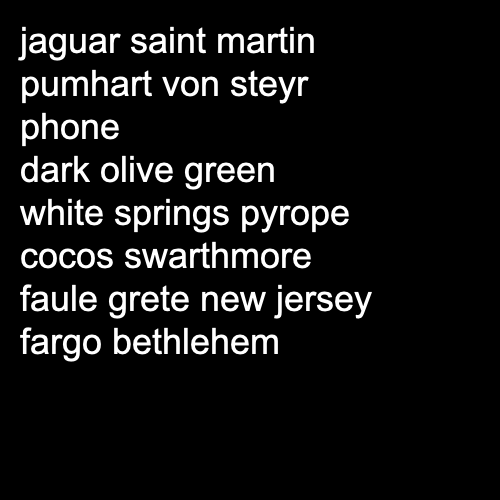 jaguar saint martin
pumhart von steyr
phone
dark olive green
white springs pyrope
cocos swarthmore
faule grete new jersey
fargo bethlehem